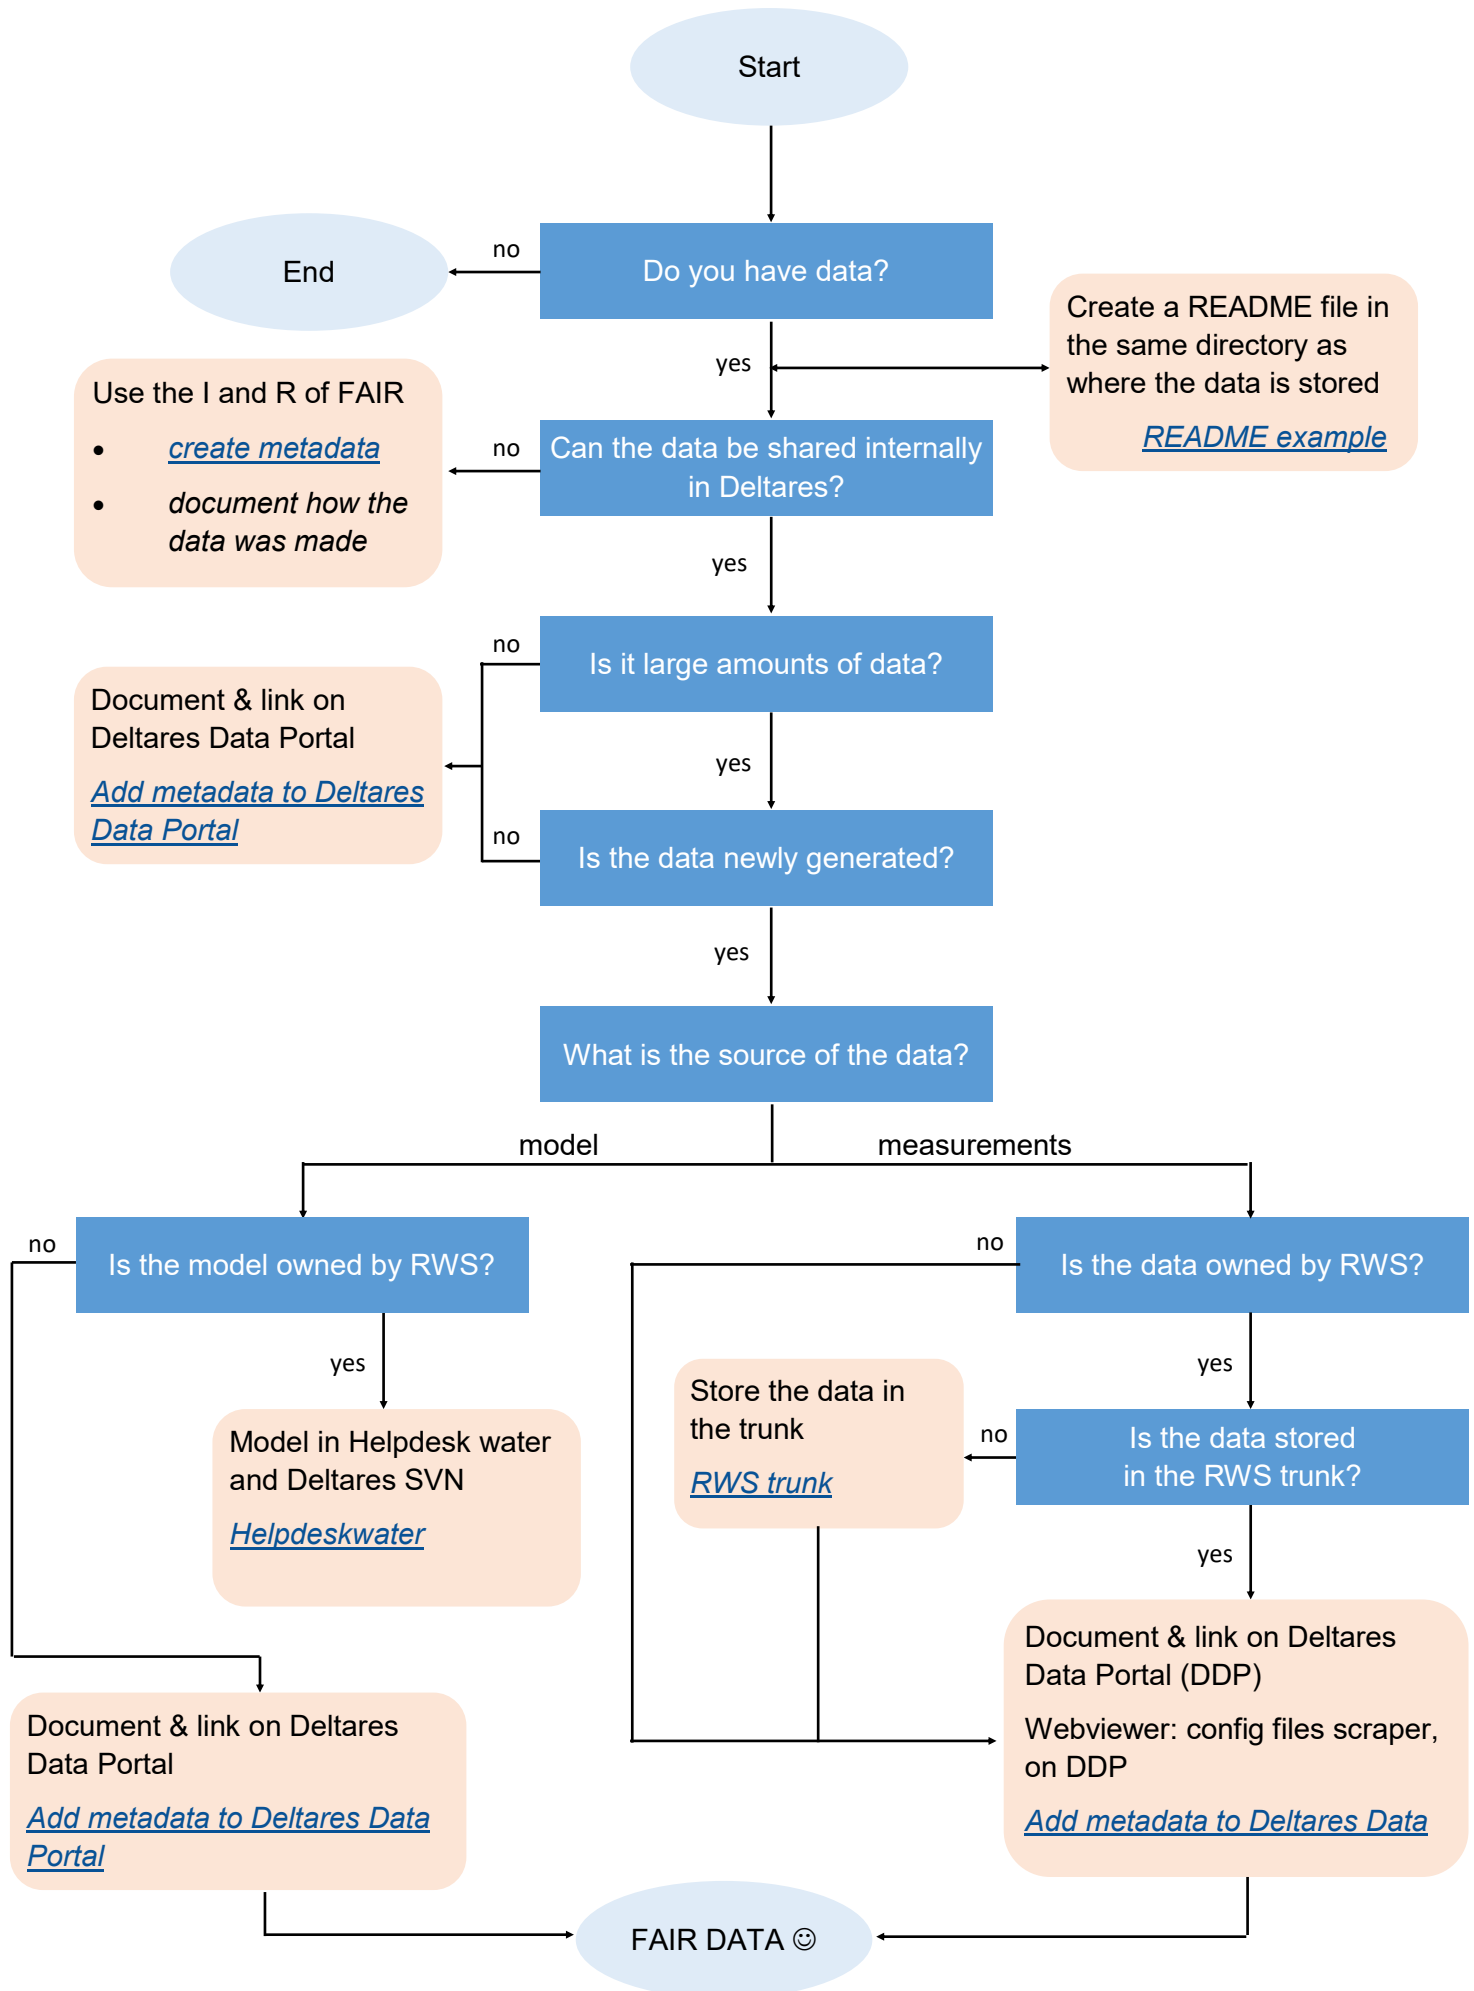 Start
no
Do you have data?
End
Create a README file in
the same directory as
where the data is stored
README example
yes
Use the I and R of FAIR
• create metadata
• document how the
data was made
no
Can the data be shared internally
in Deltares?
yes
no
Is it large amounts of data?
Document & link on
Deltares Data Portal
Add metadata to Deltares
Data Portal
yes
no
Is the data newly generated?
yes
What is the source of the data?
model
measurements
no
Is the model owned by RWS?
no
Is the data owned by RWS?
yes
yes
Store the data in
the trunk
RWS trunk
no
Is the data stored
in the RWS trunk?
Model in Helpdesk water
and Deltares SVN
Helpdeskwater
yes
Document & link on Deltares
Data Portal (DDP)
Webviewer: config files scraper,
on DDP
Add metadata to Deltares Data
Document & link on Deltares
Data Portal
Add metadata to Deltares Data
Portal
FAIR DATA ☺